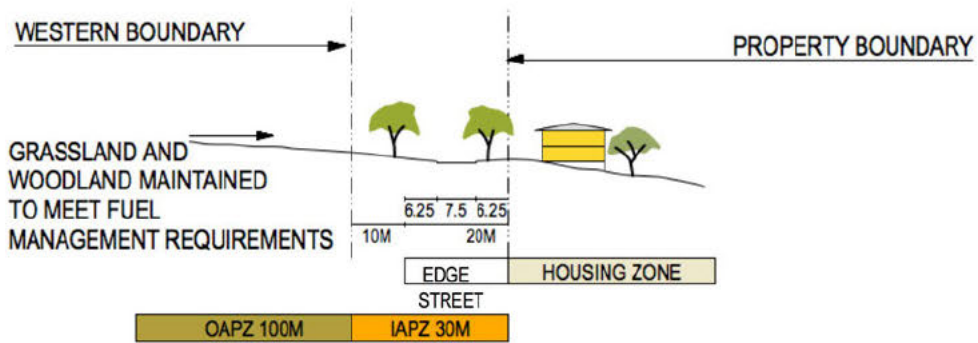 WESTERN BOUNDARY
PROPERTY BOUNDARY
GRASSLAND AND
WOODLAND MAINTAINED
TO MEET FUEL
MANAGEMENT REQUIREMENTS
6.25 7.5 6.25
10M 20M
EDGE
STREET
HOUSING ZONE
OAPZ 100M IAPZ 30M